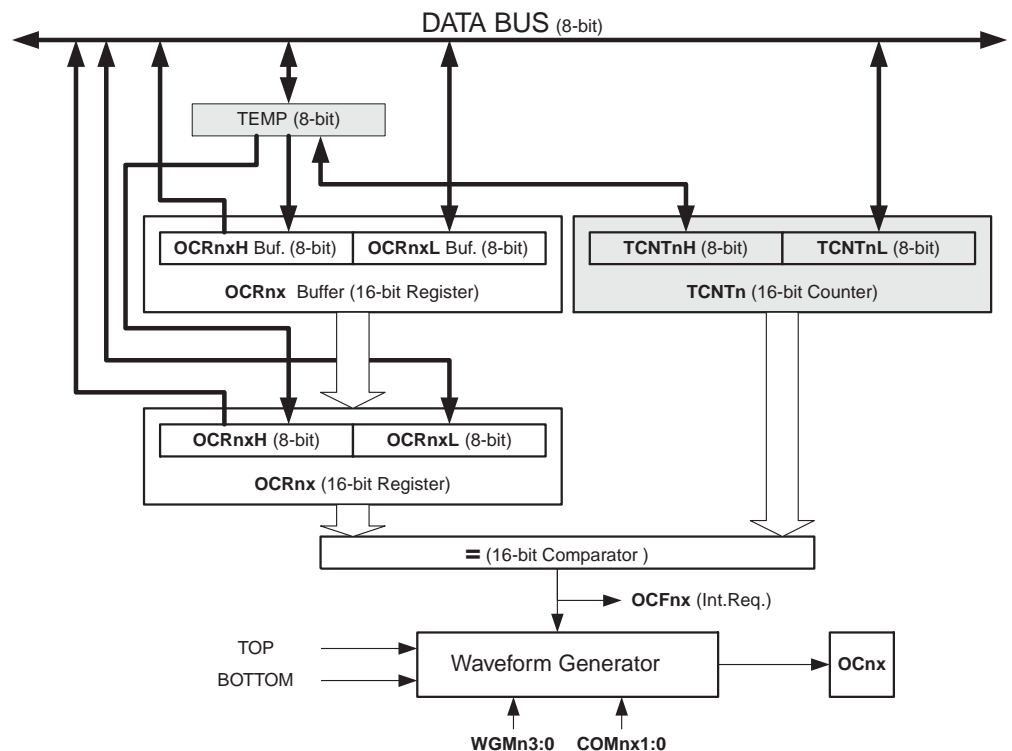 DATA BUS (8-bit)
TEMP (8-bit)
OCRnxH Buf. (8-bit) OCRnxL Buf. (8-bit)
OCRnx Buffer (16-bit Register)
TCNTnH (8-bit) TCNTnL (8-bit)
TCNTn (16-bit Counter)
OCRnxH (8-bit) OCRnxL (8-bit)
OCRnx (16-bit Register)
= (16-bit Comparator )
OCFnx (Int.Req.)
TOP
BOTTOM
Waveform Generator
OCnx
WGMn3:0 COMnx1:0